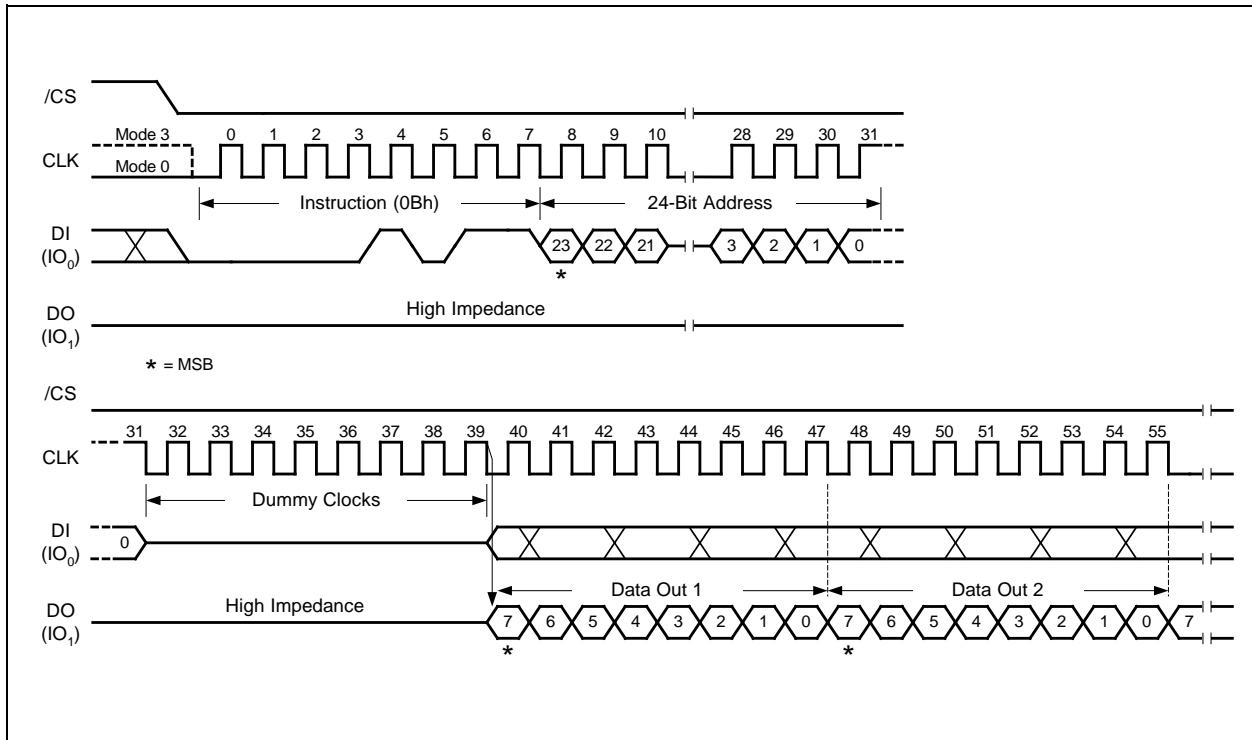 /CS
Mode 3 0 1 2 3 4 5 6 7 8 9 10 28 29 30 31
CLK
Mode 0
Instruction (0Bh) 24-Bit Address
DI
(IO0) 23 22 21 3 2 1 0
*
High Impedance
DO
(IO1)
* = MSB
/CS
31 32 33 34 35 36 37 38 39 40 41 42 43 44 45 46 47 48 49 50 51 52 53 54 55
CLK
Dummy Clocks
DI
(IO0) 0
Data Out 1 Data Out 2
High Impedance
DO
(IO1) 7 6 5 4 3 2 1 0 7 6 5 4 3 2 1 0 7
* *